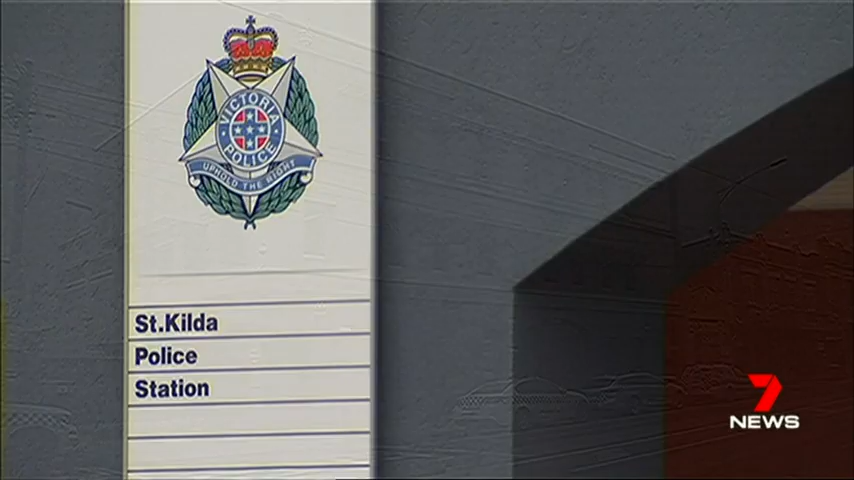 VICTORIA
POLICE
UPHOLD THE RIGHT
St.Kilda
Police
Station
7
NEWS